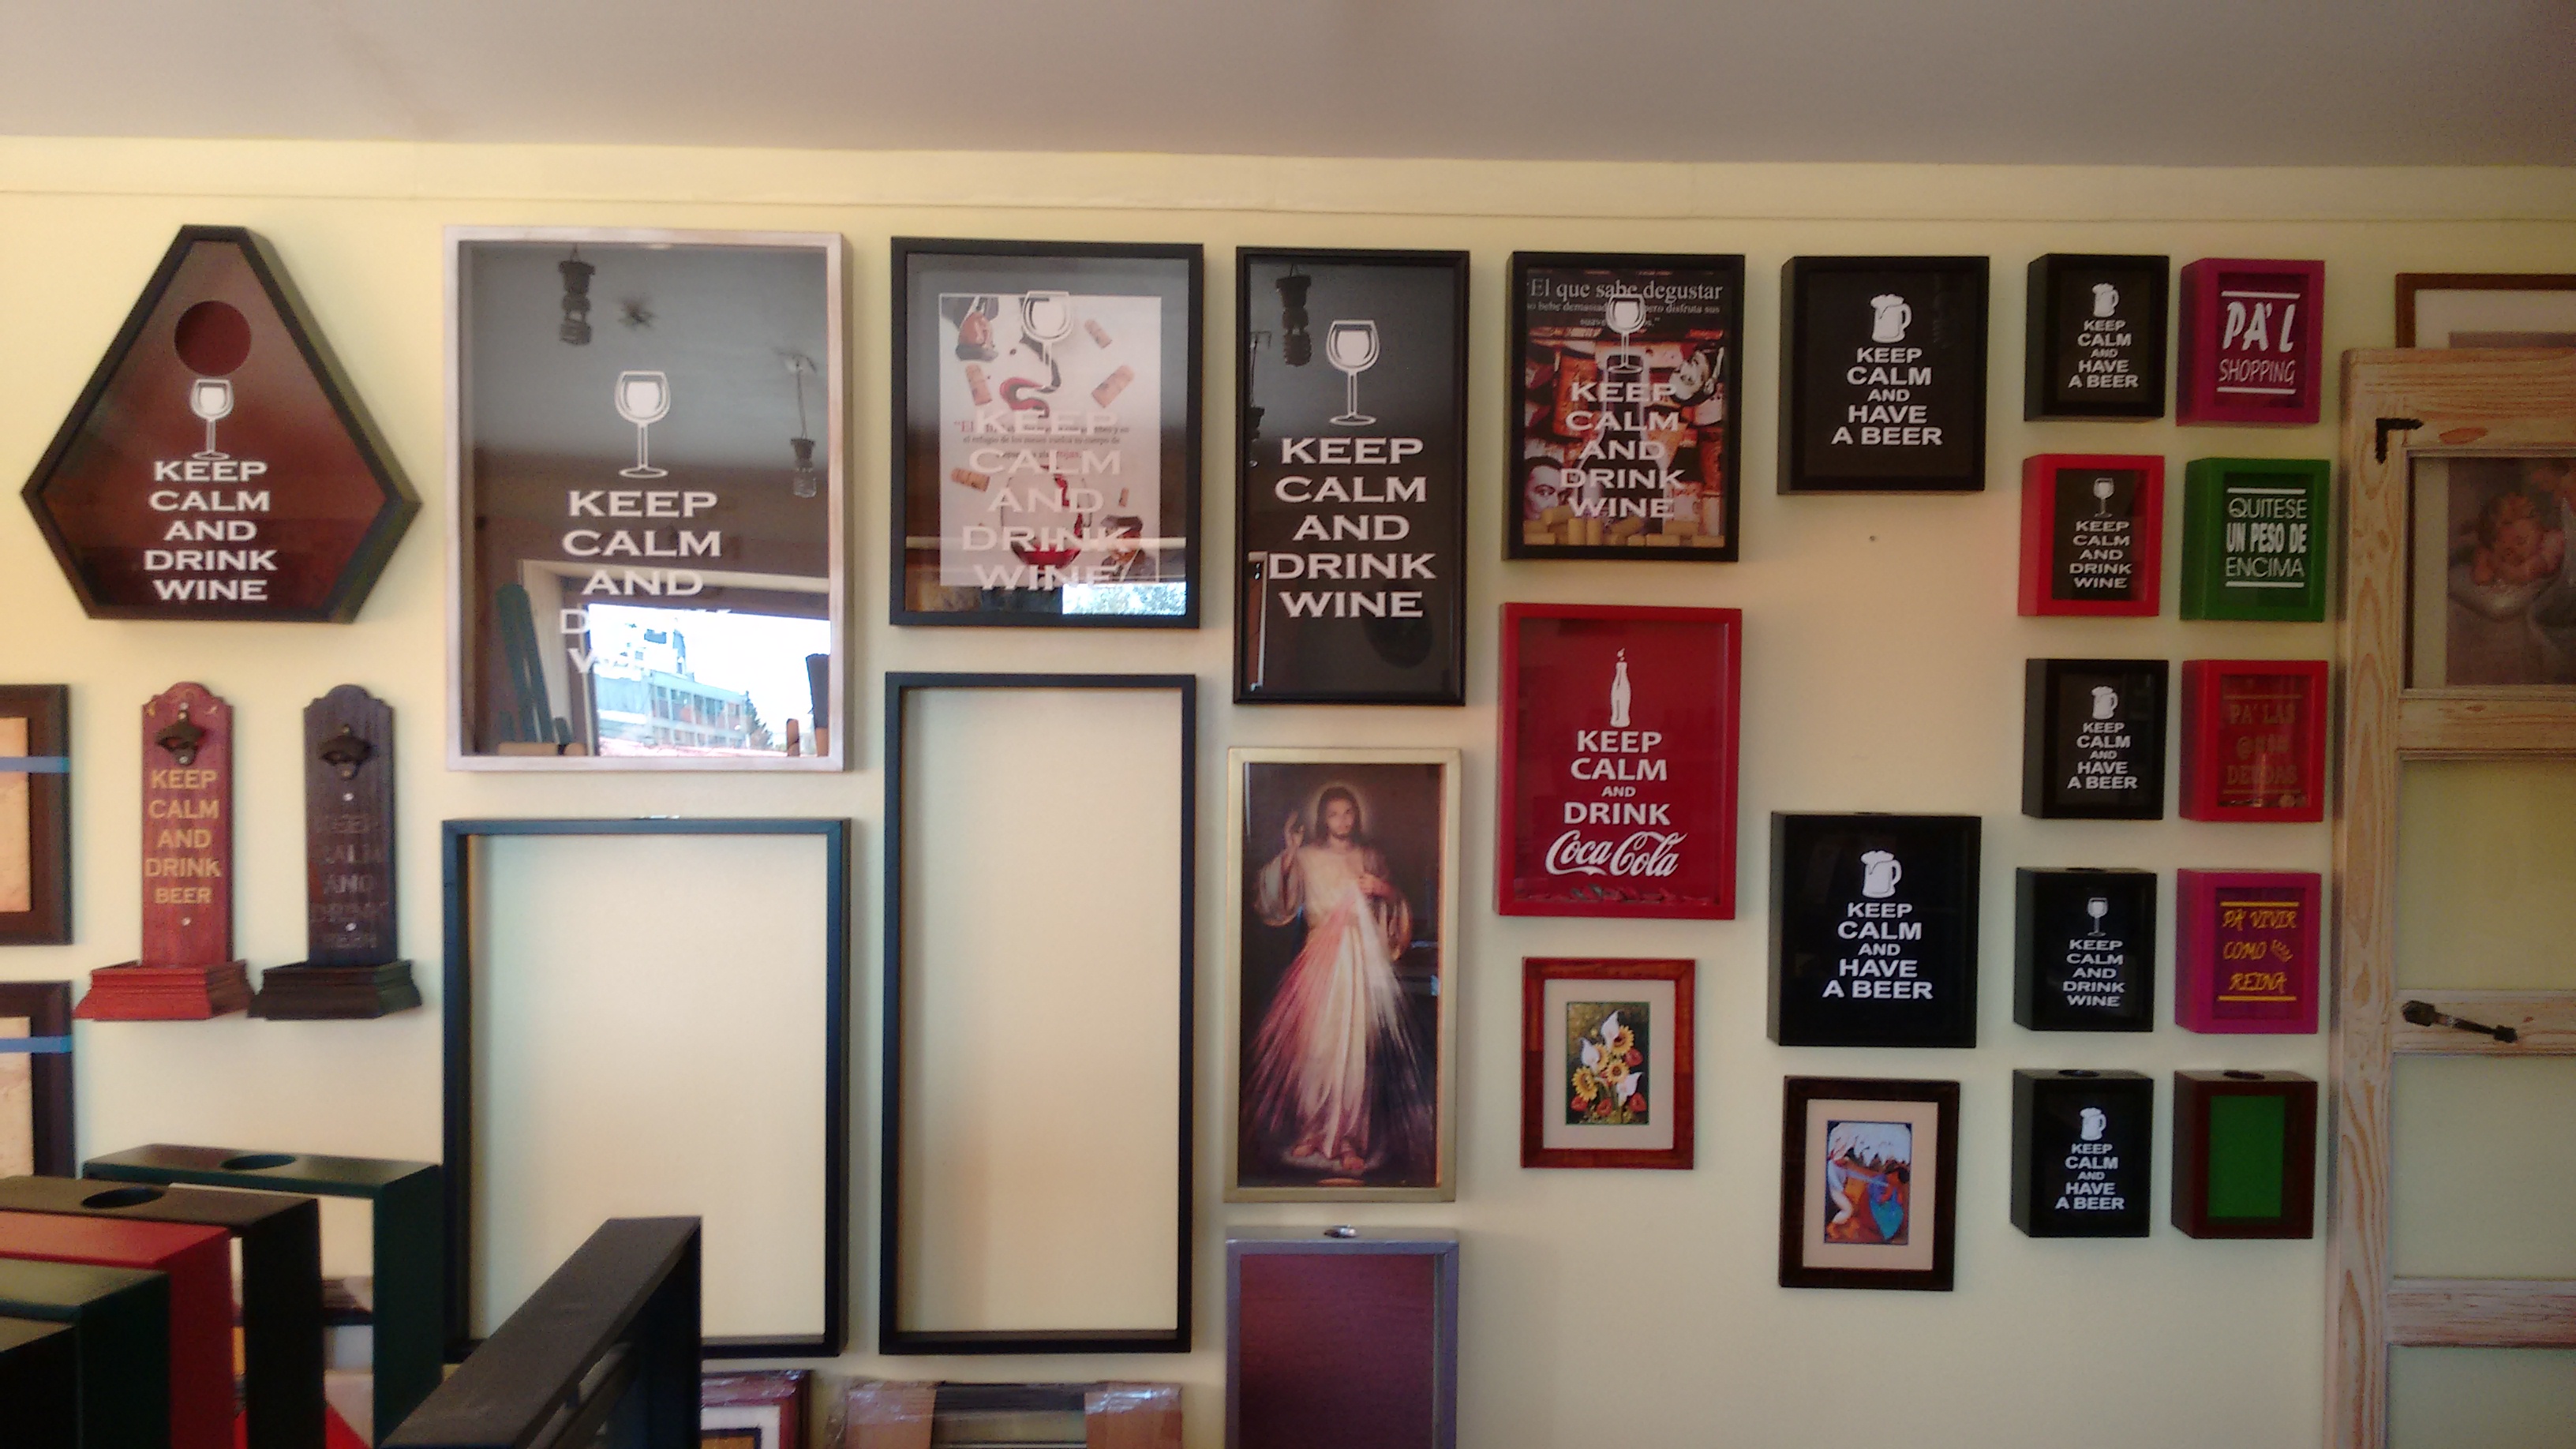 KEEP
CALM
AND
DRINK
WINE
KEEP
CALM
AND
KEEP
CALM
AND
DRINK
WINE
KEEP
CALM
AND
DRINK
WINE
"El que sabe degustar
KEEP
CALM
AND
DRINK
WINE
KEEP
CALM
AND
HAVE
A BEER
KEEP
CALM
AND
HAVE
A BEER
PA'L
SHOPPING
KEEP
CALM
AND
DRINK
WINE
QUITESE
UN PESO DE
ENCIMA
KEEP
CALM
AND
DRINK
BEER
KEEP
CALM
AND
DRINK
KEEP
CALM
AND
DRINK
Coca Cola
KEEP
CALM
AND
HAVE
A BEER
PA' LAS
DEUDAS
KEEP
CALM
AND
HAVE
A BEER
KEEP
CALM
AND
DRINK
WINE
PA' VIVIR
COMO
REINA
KEEP
CALM
AND
HAVE
A BEER